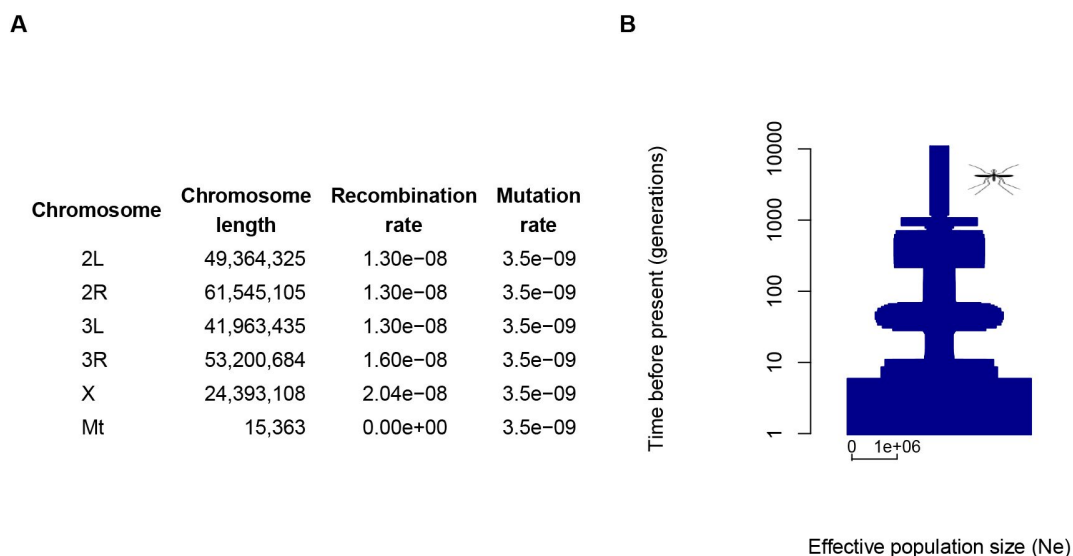 A
Chromosome Chromosome length Recombination rate Mutation rate
2L 49,364,325 1.30e−08 3.5e−09
2R 61,545,105 1.30e−08 3.5e−09
3L 41,963,435 1.30e−08 3.5e−09
3R 53,200,684 1.60e−08 3.5e−09
X 24,393,108 2.04e−08 3.5e−09
Mt 15,363 0.00e+00 3.5e−09
B
Time before present (generations)
10000
1000
100
10
1
0 1e+06
Effective population size (Ne)